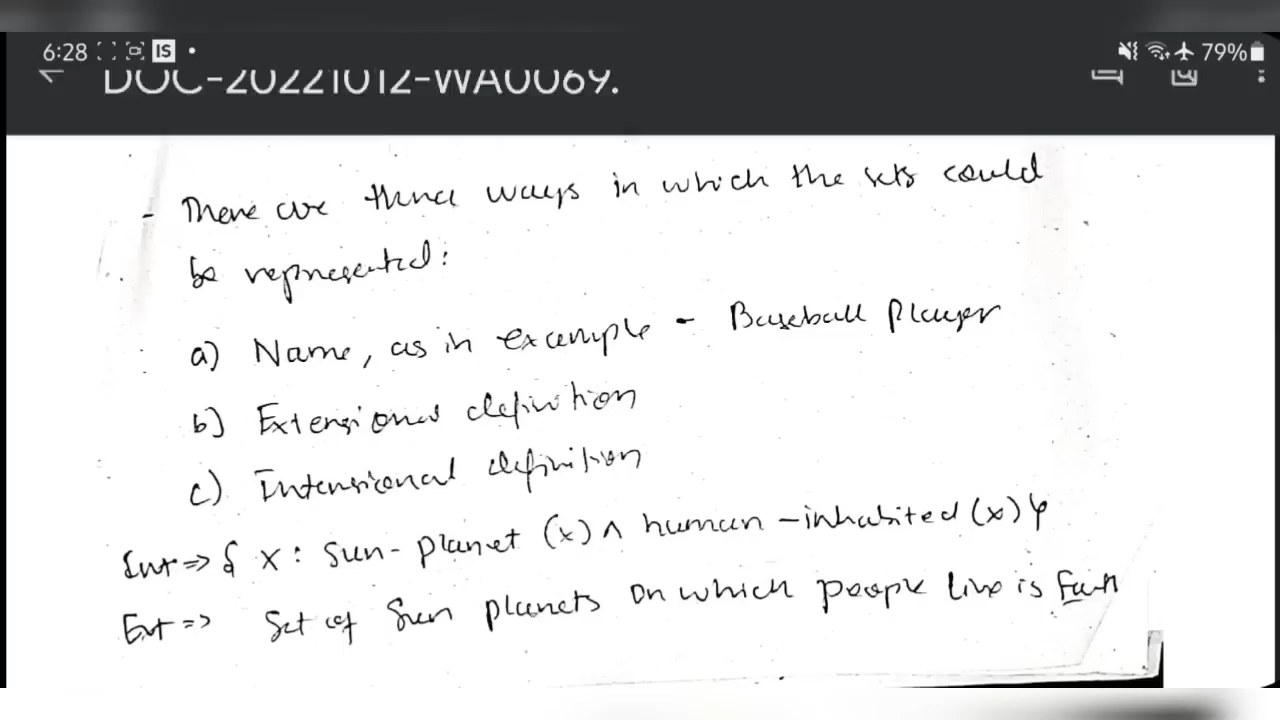 6:28 IS 79%
DOC-20221012-WA0069.
- There are three ways in which the sets could
be represented:
a) Name, as in example - Baseball Player
b) Extensional definition
c) Intensional definition
Int => { x : sun-planet (x) ∧ human-inhabited (x) }
Ext => Set of Sun planets on which people live is Earth